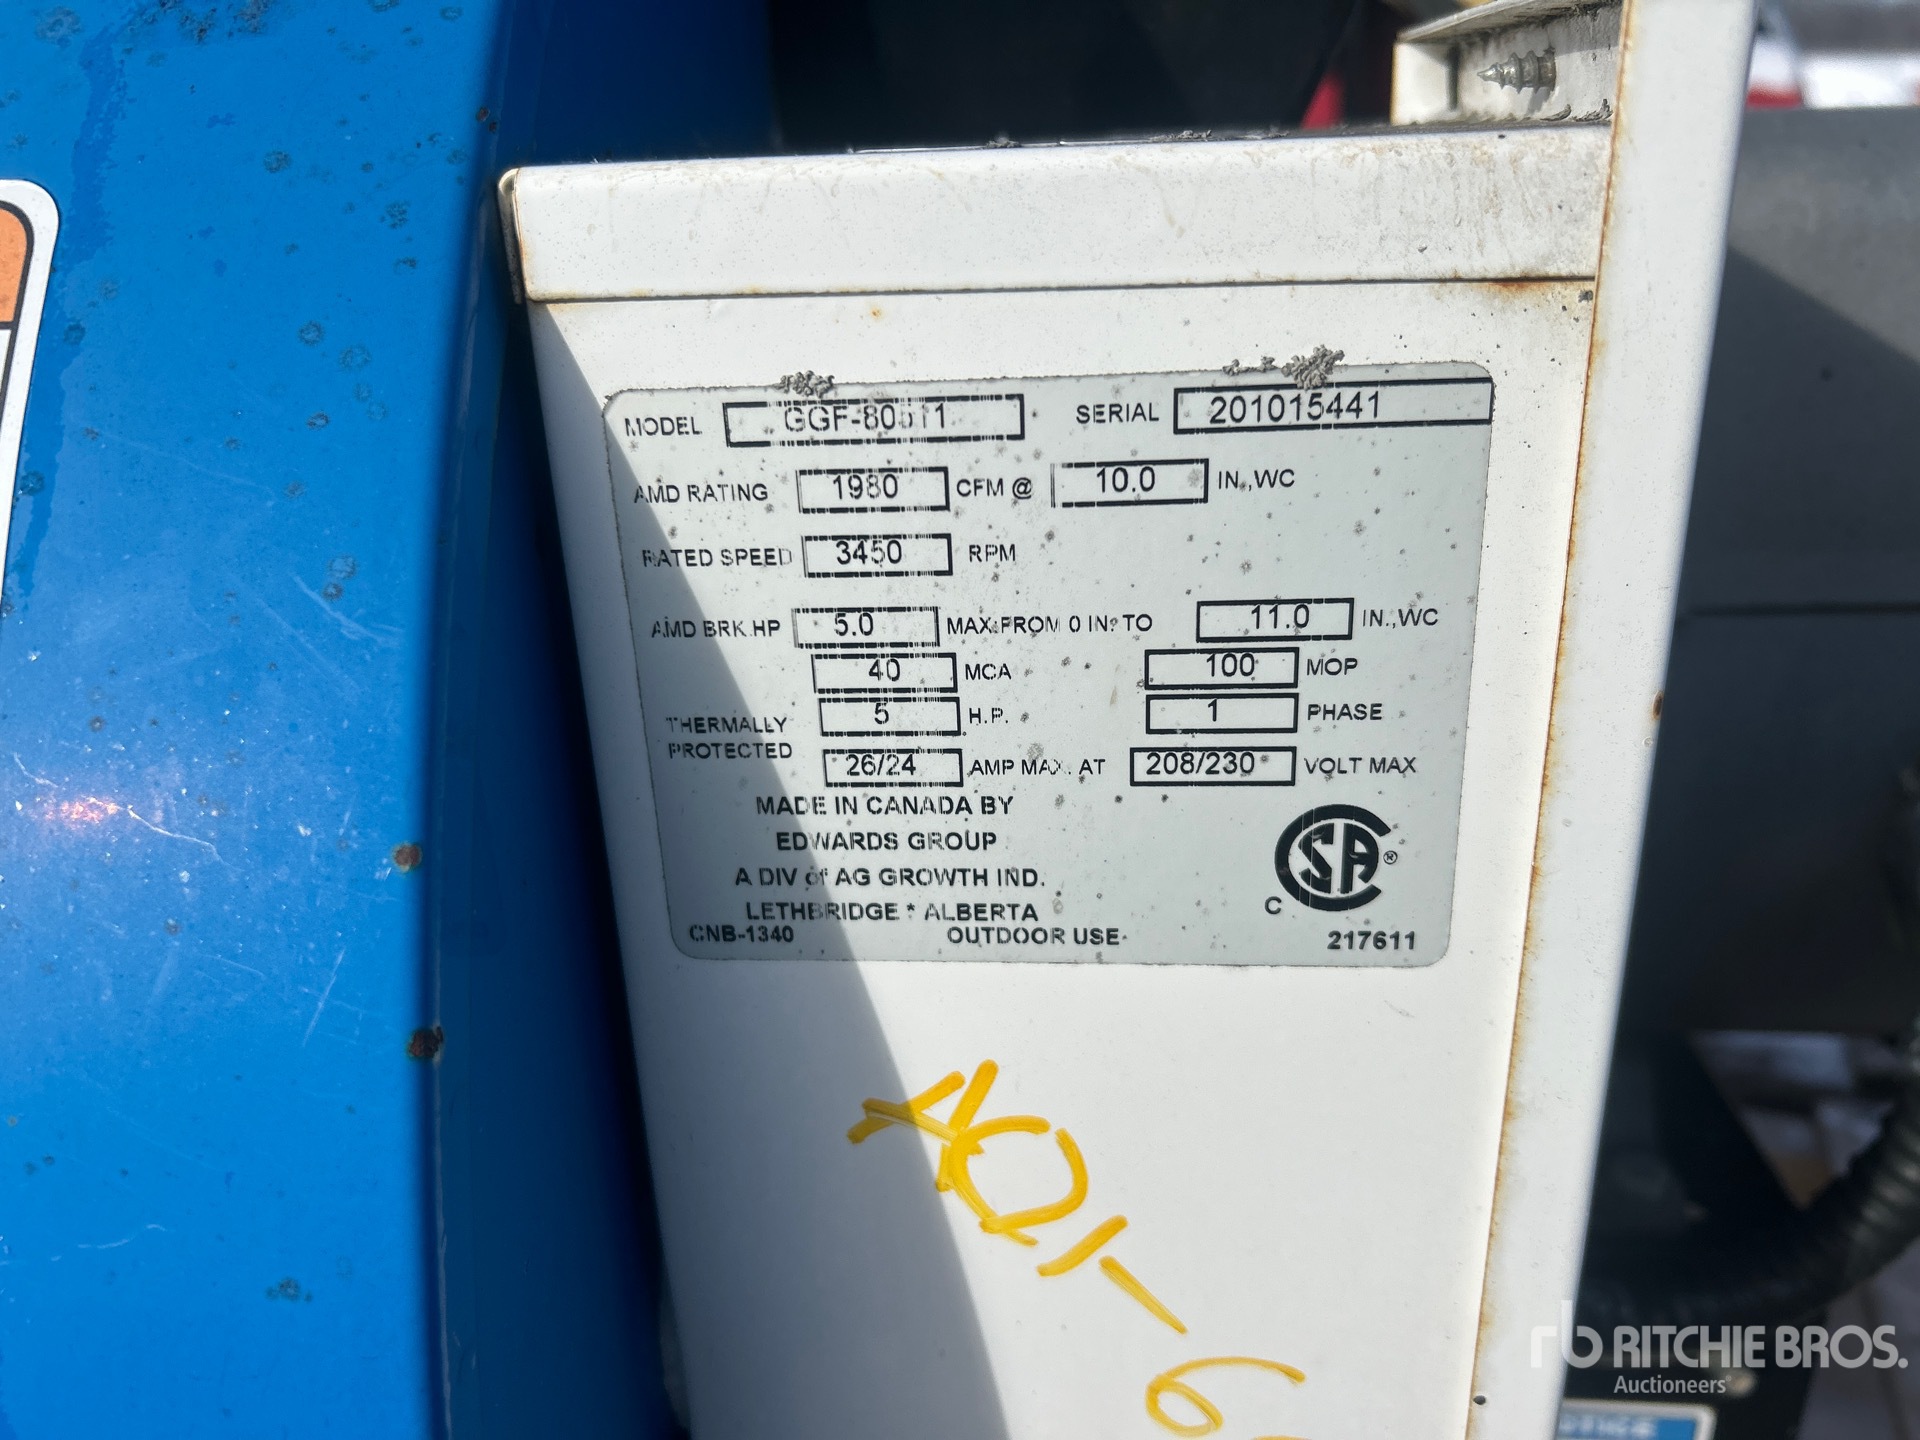 MODEL GGF-80511 SERIAL 201015441
AMD RATING 1980 CFM @ 10.0 IN.,WC
RATED SPEED 3450 RPM
AMD BRK.HP 5.0 MAX.FROM 0 IN. TO 11.0 IN.,WC
40 MCA 100 MOP
THERMALLY PROTECTED 5 H.P. 1 PHASE
26/24 AMP MAX. AT 208/230 VOLT MAX
MADE IN CANADA BY
EDWARDS GROUP
A DIV of AG GROWTH IND.
LETHBRIDGE * ALBERTA
CNB-1340 OUTDOOR USE
C CSA ®
217611
rb RITCHIE BROS.
Auctioneers